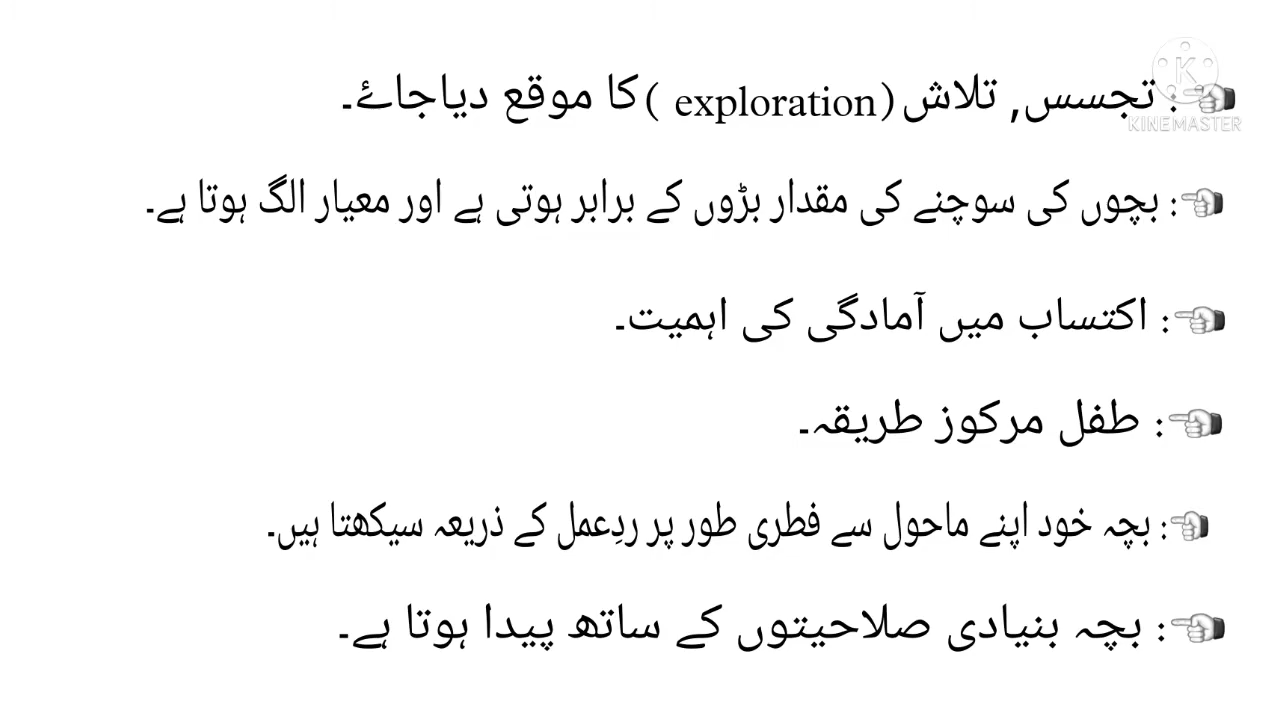 👈: تجسس, تلاش (exploration ) کا موقع دیاجاۓ۔
KINEMASTER
👈: بچوں کی سوچنے کی مقدار بڑوں کے برابر ہوتی ہے اور معیار الگ ہوتا ہے۔
👈: اکتساب میں آمادگی کی اہمیت۔
👈: طفل مرکوز طریقہ۔
👈: بچہ خود اپنے ماحول سے فطری طور پر ردِعمل کے ذریعہ سیکھتا ہیں۔
👈: بچہ بنیادی صلاحیتوں کے ساتھ پیدا ہوتا ہے۔